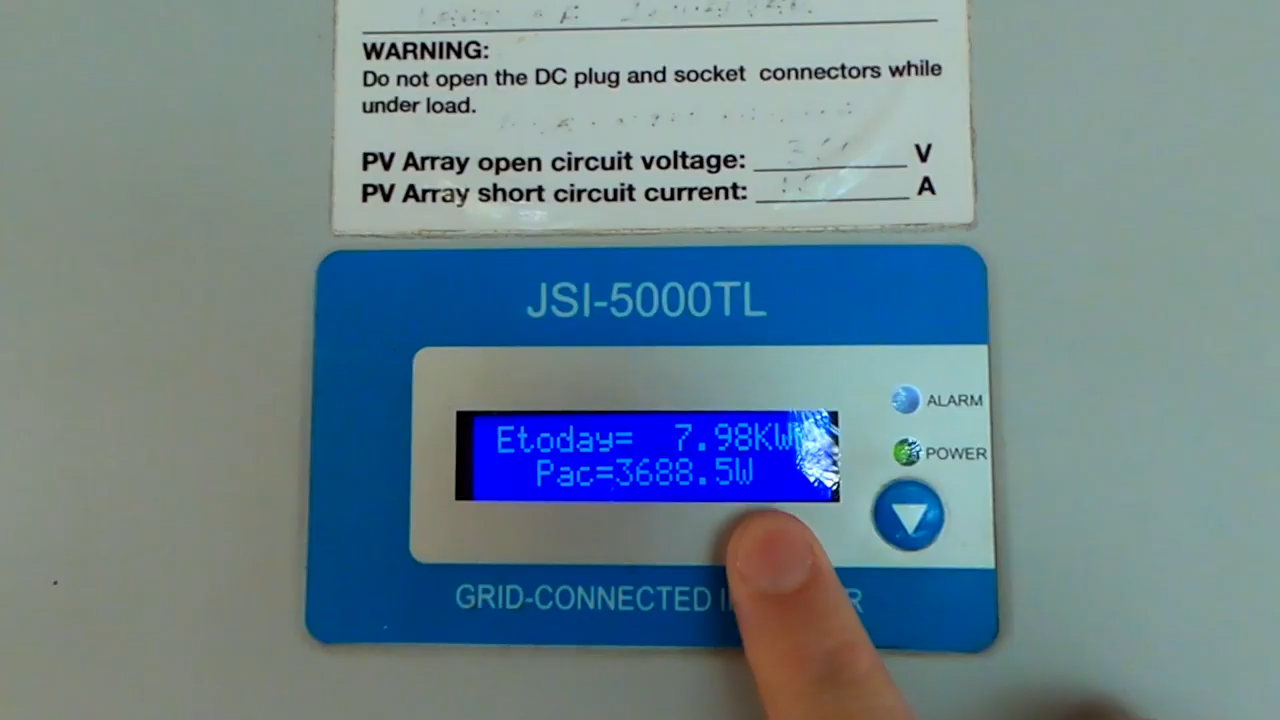 WARNING:
Do not open the DC plug and socket connectors while
under load.
PV Array open circuit voltage: V
PV Array short circuit current: A
JSI-5000TL
Etoday= 7.98KW
Pac=3688.5W
ALARM
POWER
GRID-CONNECTED